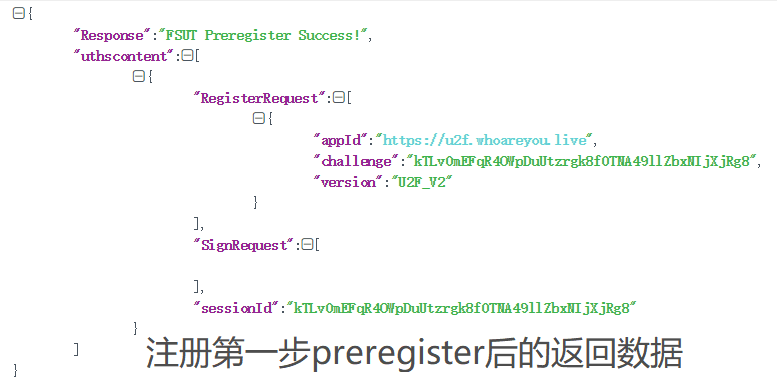 {
"Response":"FSUT Preregister Success!",
"uthscontent":[
{
"RegisterRequest":[
{
"appId":"https://u2f.whoareyou.live",
"challenge":"kTLv0mEFqR4OWpDuUtzrgk8f0TNA49llZbxNIjXjRg8",
"version":"U2F_V2"
}
],
"SignRequest":[
],
"sessionId":"kTLv0mEFqR4OWpDuUtzrgk8f0TNA49llZbxNIjXjRg8"
}
]
注册第一步preregister后的返回数据
}